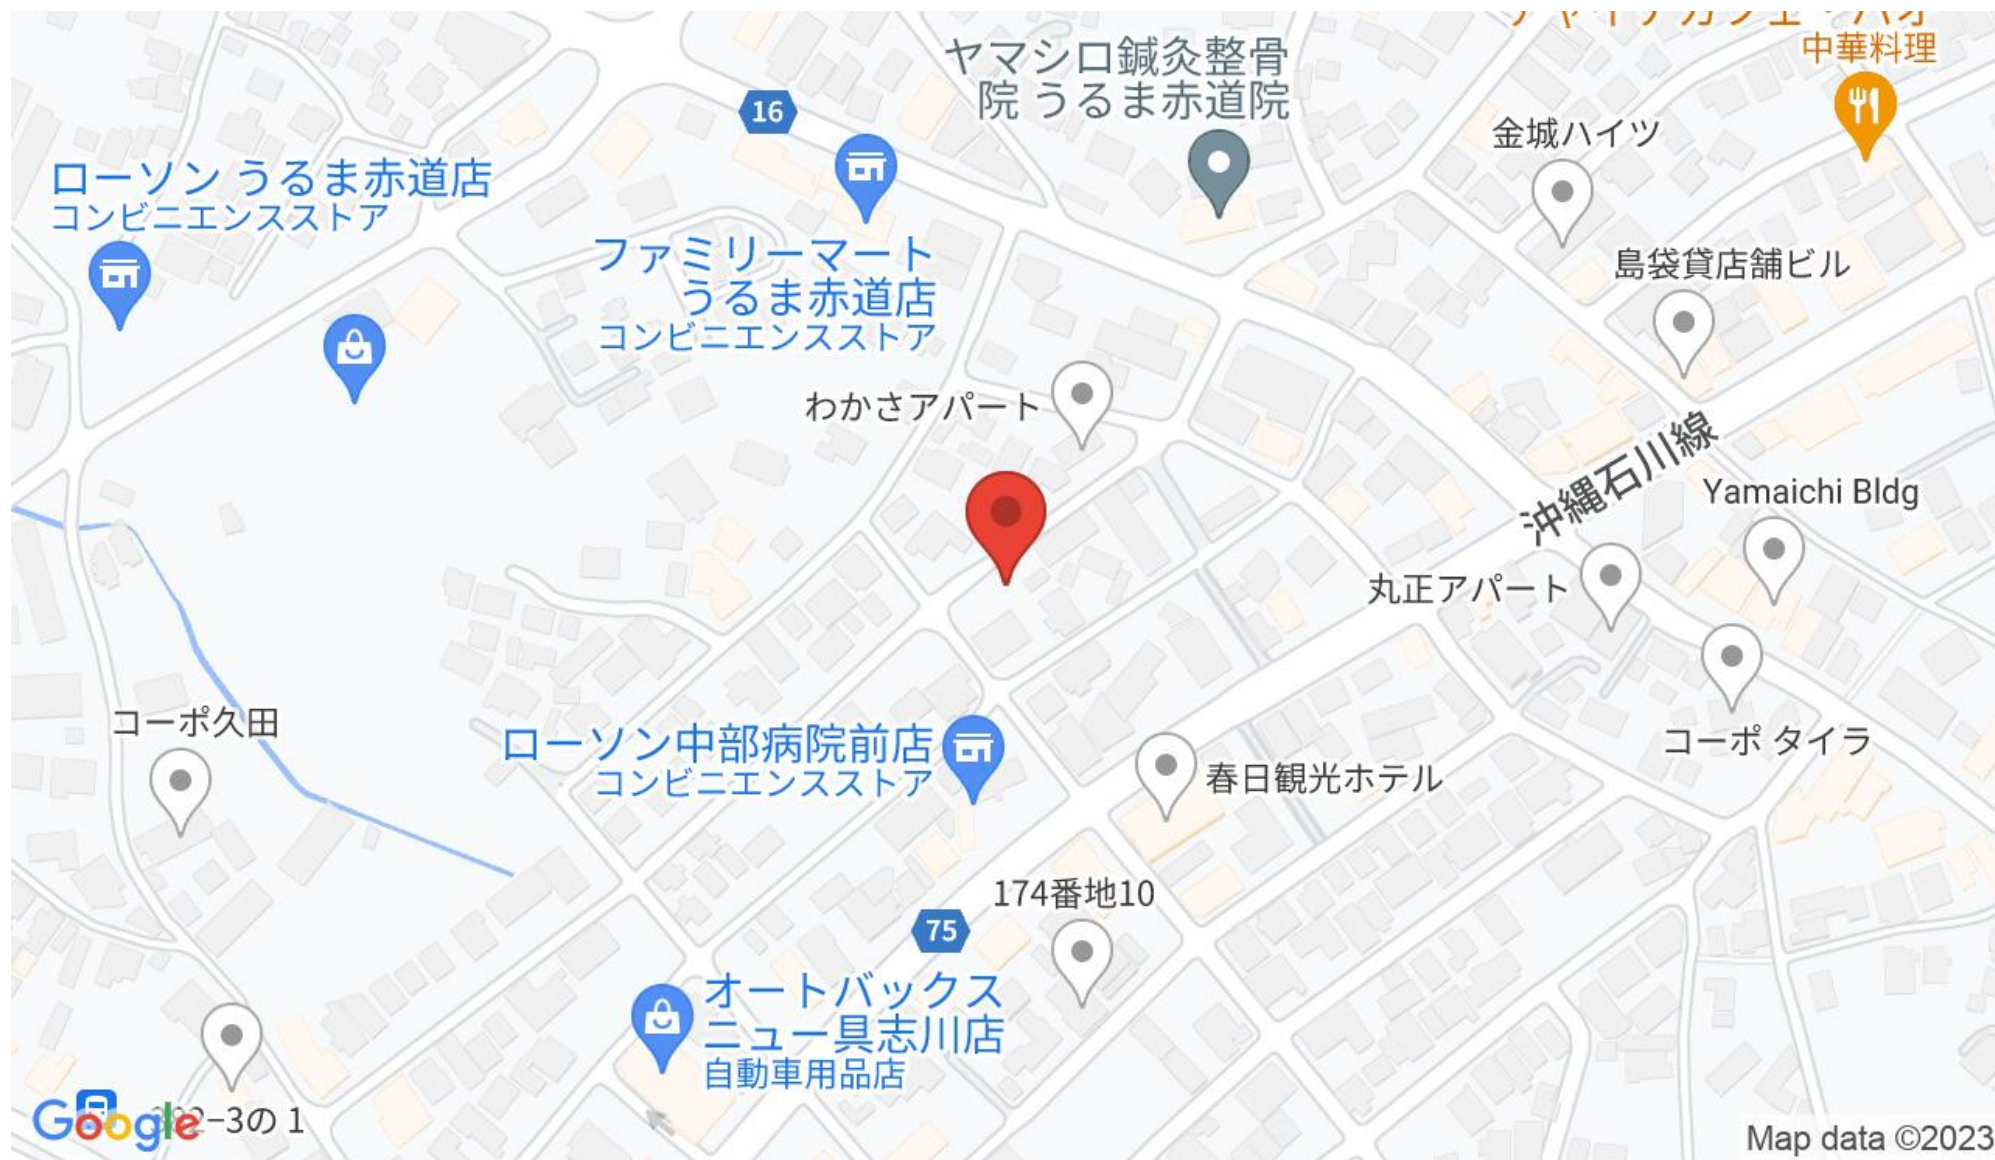 中華料理
ヤマシロ鍼灸整骨
院 うるま赤道院
16
金城ハイツ
ローソン うるま赤道店
コンビニエンスストア
ファミリーマート
うるま赤道店
コンビニエンスストア
島袋貸店舗ビル
わかさアパート
沖縄石川線
Yamaichi Bldg
丸正アパート
コーポ久田
ローソン中部病院前店
コンビニエンスストア
コーポ タイラ
春日観光ホテル
174番地10
75
オートバックス
ニュー具志川店
自動車用品店
Google
-3の 1
Map data ©2023